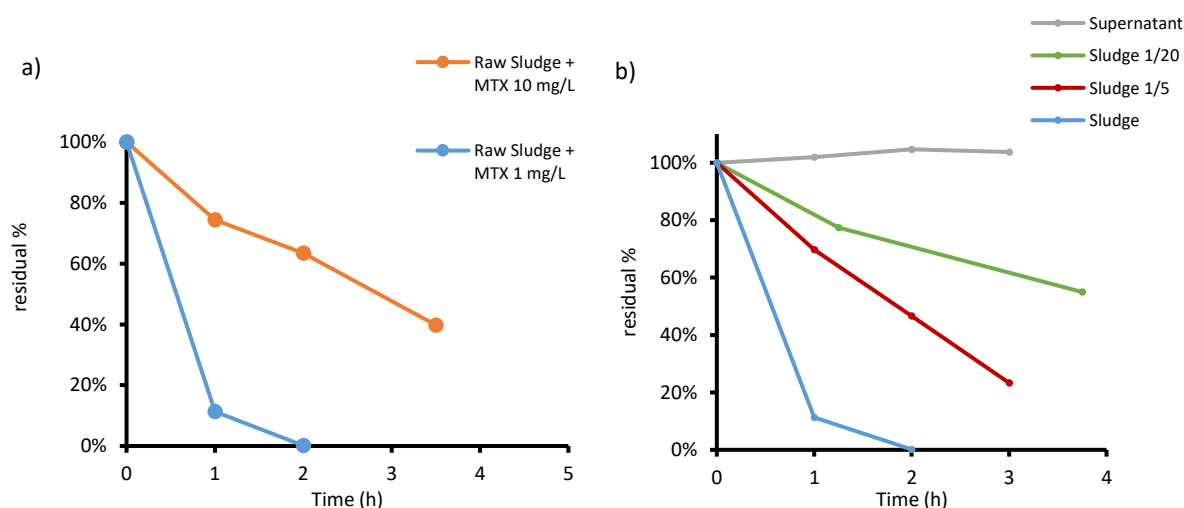 a)
Raw Sludge +
MTX 10 mg/L
Raw Sludge +
MTX 1 mg/L
100%
80%
60%
40%
20%
0%
residual %
0 1 2 3 4 5
Time (h)
b)
Supernatant
Sludge 1/20
Sludge 1/5
Sludge
100%
80%
60%
40%
20%
0%
residual %
0 1 2 3 4
Time (h)